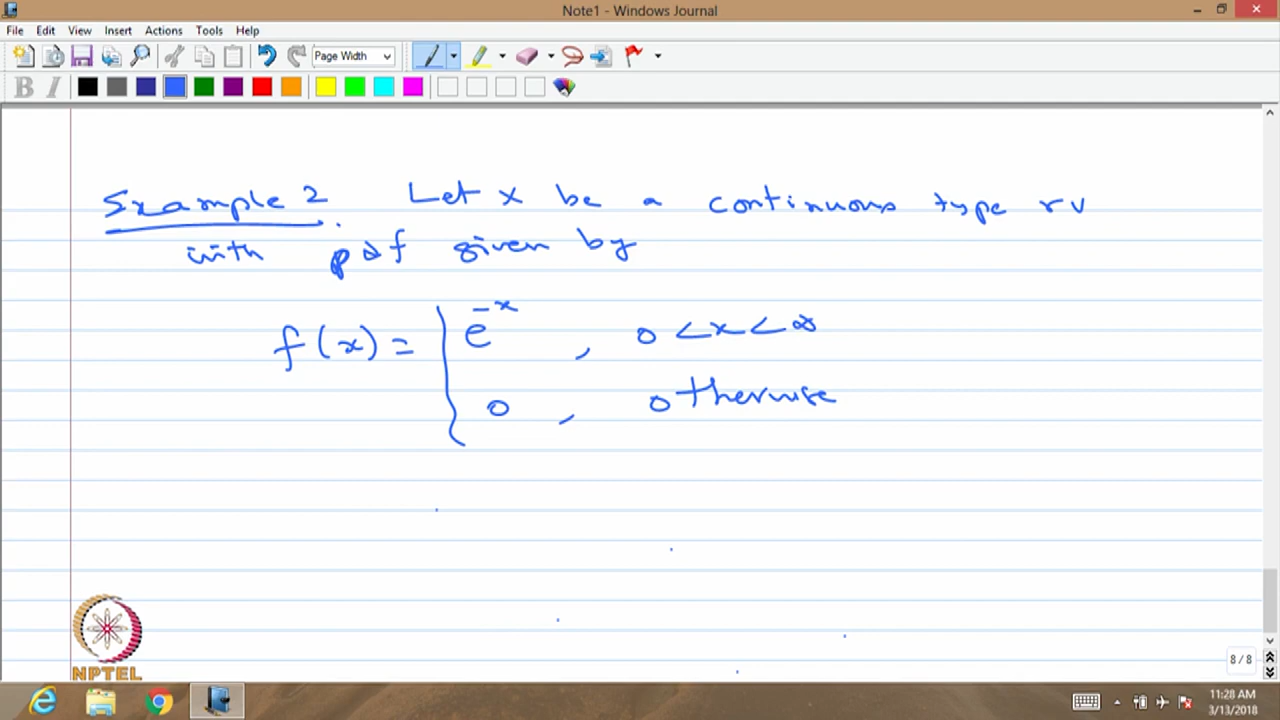 Note1 - Windows Journal
File Edit View Insert Actions Tools Help
Page Width
B I
Example 2. Let X be a continuous type rv
with pdf given by
f(x) = { e^-x , 0 < x < ∞
0 , otherwise
NPTEL
8 / 8
11:28 AM
3/13/2018